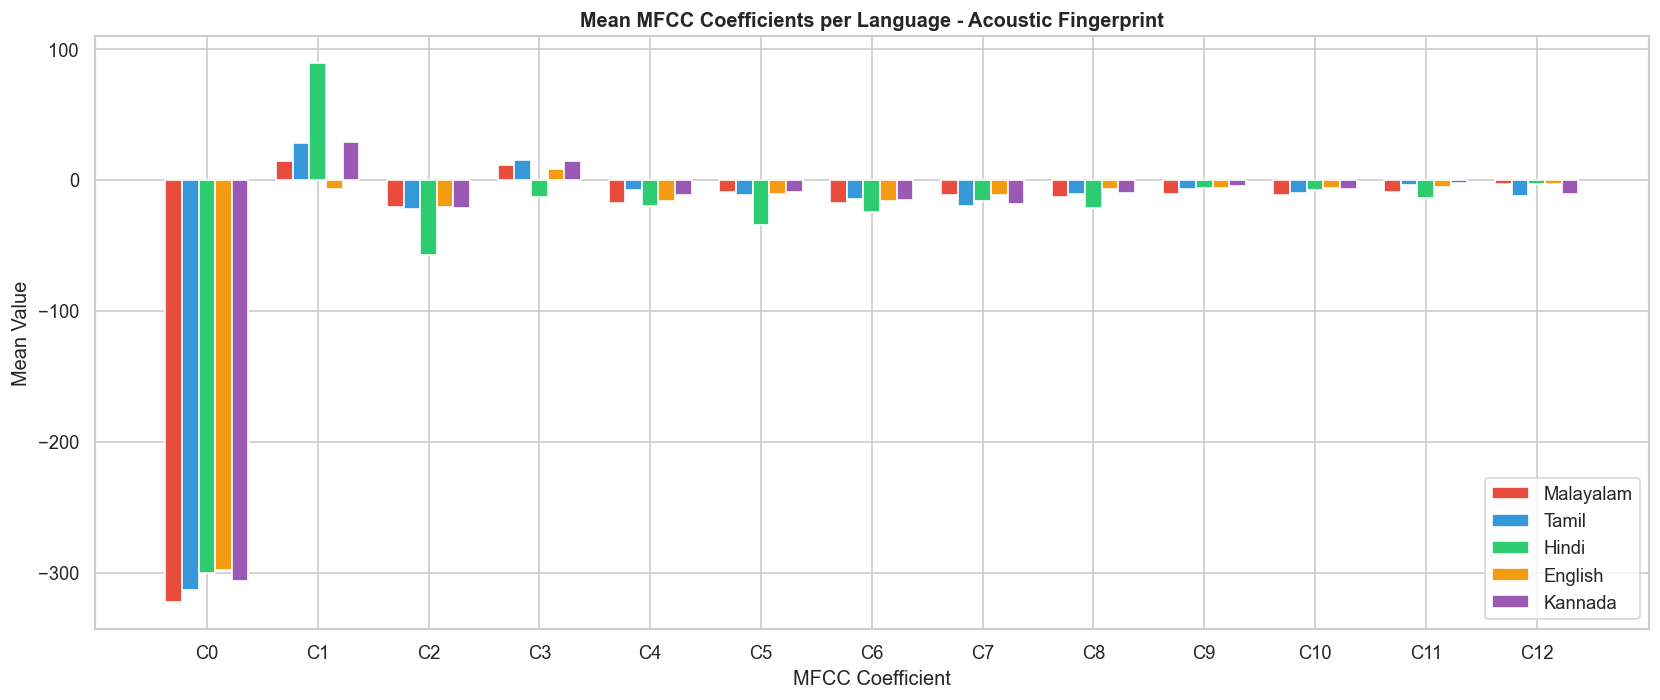 Mean MFCC Coefficients per Language - Acoustic Fingerprint
100
0
−100
−200
−300
Mean Value
C0 C1 C2 C3 C4 C5 C6 C7 C8 C9 C10 C11 C12
MFCC Coefficient
Malayalam
Tamil
Hindi
English
Kannada